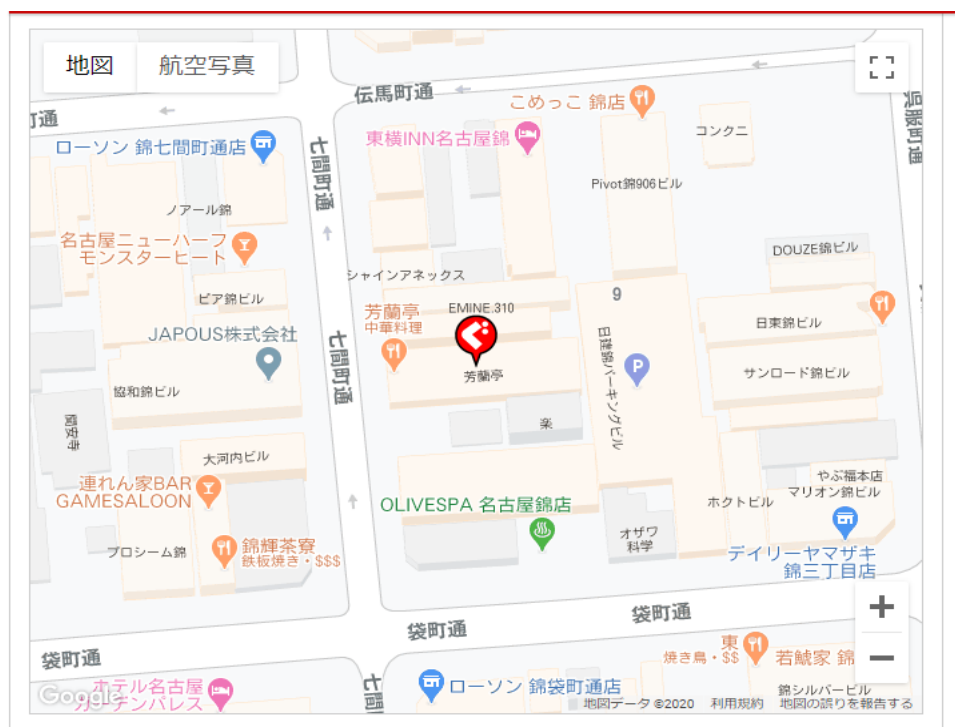 地図
航空写真
伝馬町通
丁通
こめっこ 錦店
呉服町通
東横INN名古屋錦
コンクニ
ローソン 錦七間町通店
七間町通
Pivot錦906ビル
ノアール錦
名古屋ニューハーフ
モンスターヒート
DOUZE錦ビル
シャインアネックス
ピア錦ビル
9
芳蘭亭
中華料理
EMINE.310
日東錦ビル
JAPOUS株式会社
七間町通
日建錦パーキングビル
P
芳蘭亭
サンロード錦ビル
協和錦ビル
楽
大河内ビル
やぶ福本店
連れん家BAR
GAMESALOON
マリオン錦ビル
ホクトビル
OLIVESPA 名古屋錦店
オザワ
科学
プロシーム錦
錦輝茶寮
鉄板焼き・$$$
デイリーヤマザキ
錦三丁目店
袋町通
袋町通
袋町通
東
焼き鳥・$$
若鯱家 錦
七間
ホテル名古屋
ガーデンパレス
ローソン 錦袋町通店
錦シルバービル
Google
地図データ ©2020
利用規約
地図の誤りを報告する